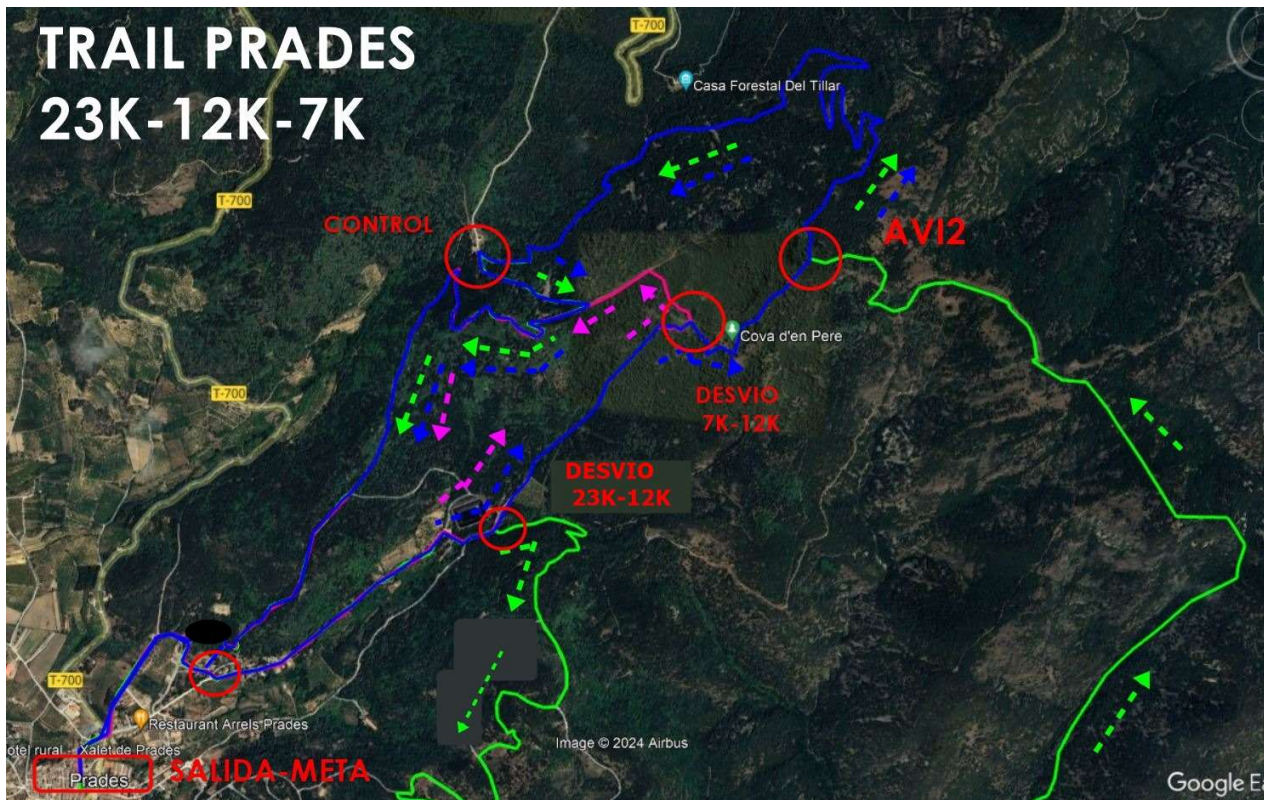 TRAIL PRADES
23K-12K-7K
T-700
Casa Forestal Del Tillar
T-700
CONTROL
AVI2
Cova d'en Pere
T-700
DESVIO
7K-12K
DESVIO
23K-12K
T-700
Restaurant Arrels Prades
otel rural - Xalet de Prades
Image © 2024 Airbus
SALIDA-META
Prades
Google Ea